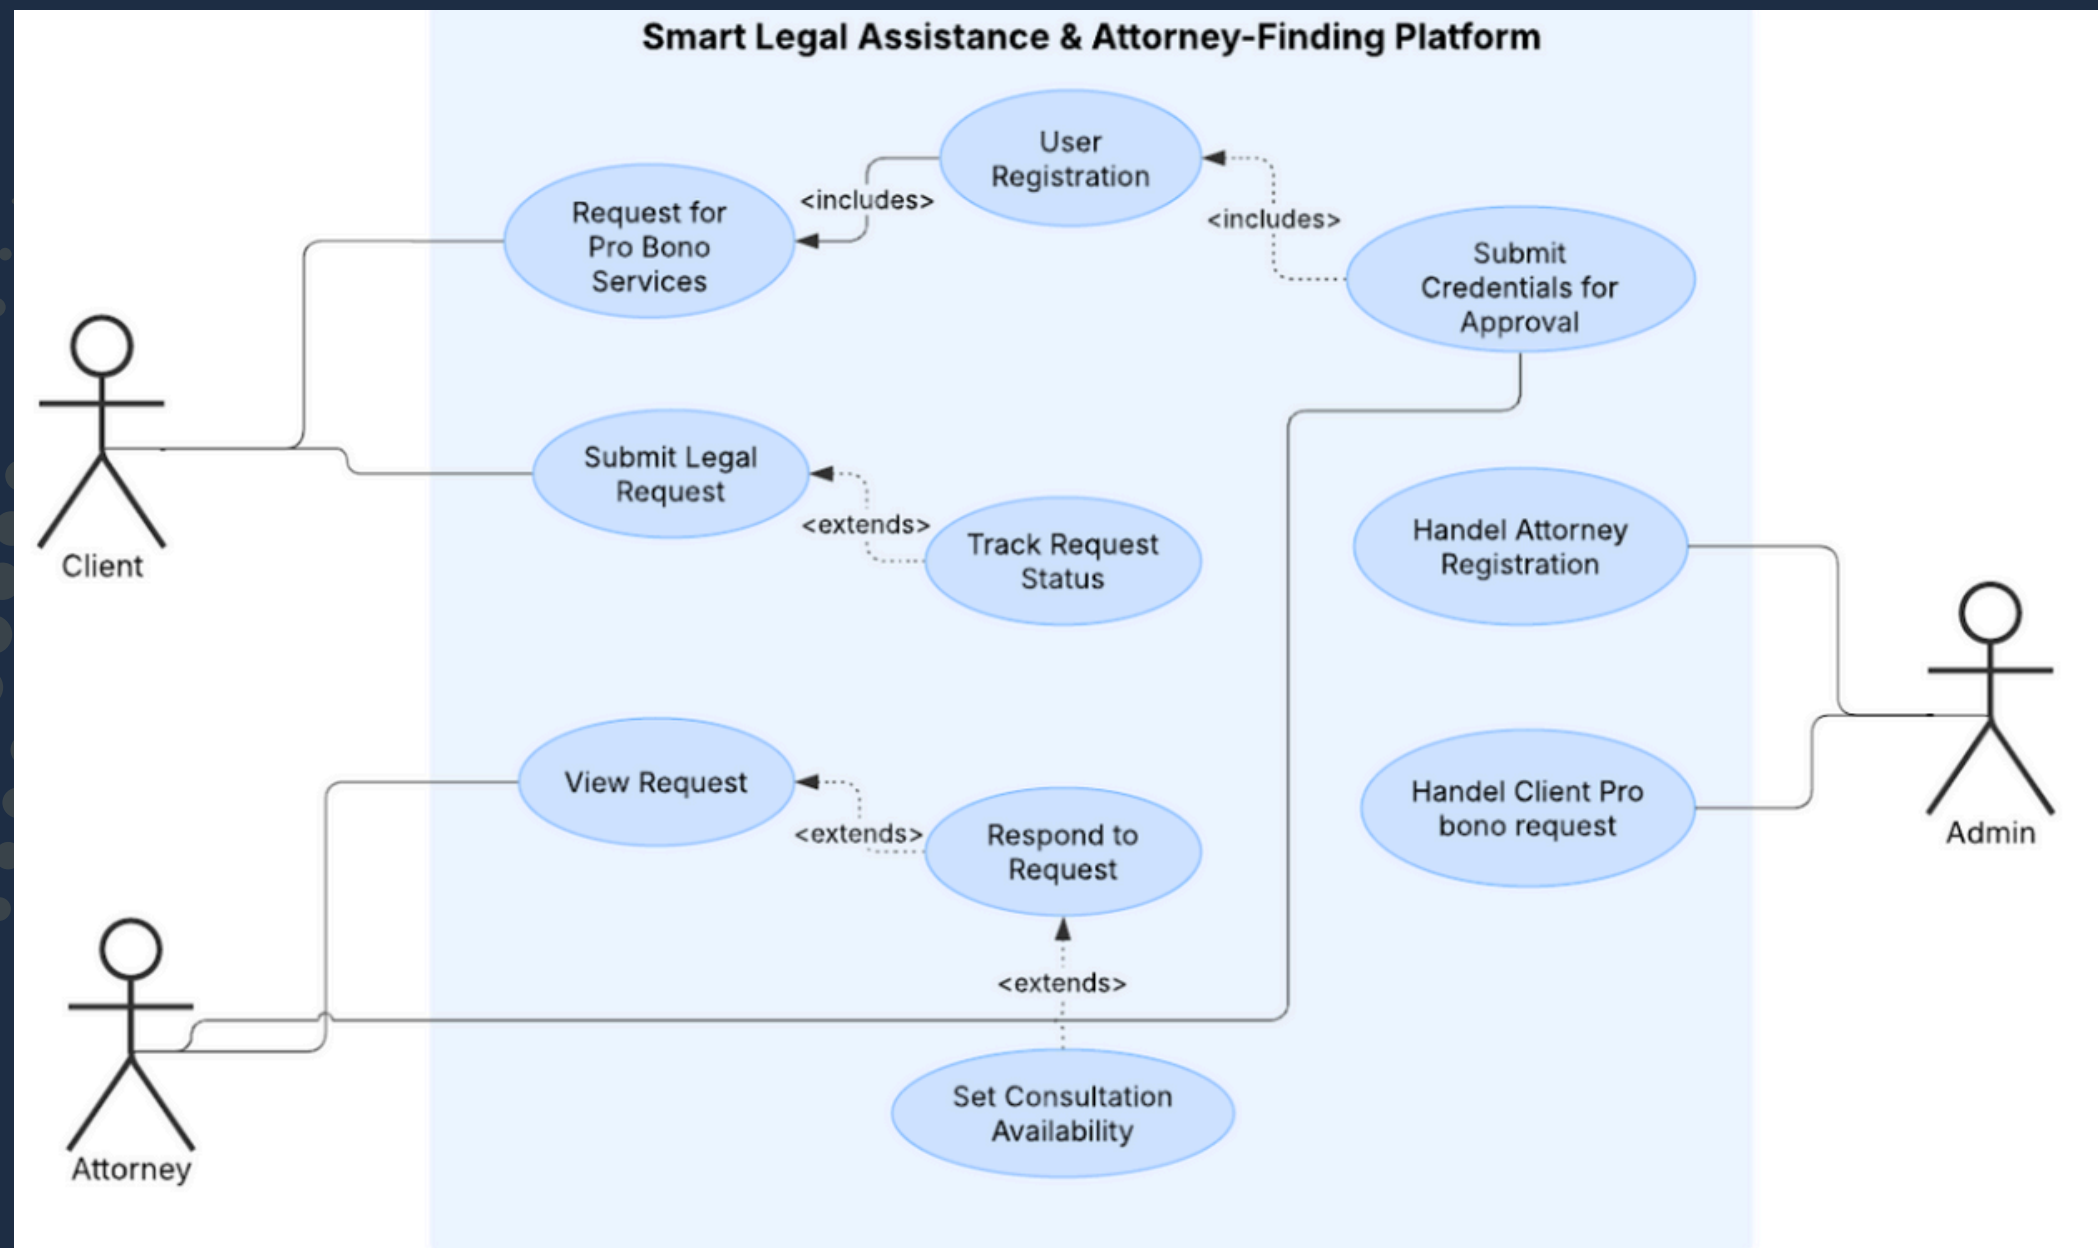 Smart Legal Assistance & Attorney-Finding Platform
User
Registration
<includes>
Request for
Pro Bono
Services
<includes>
Submit
Credentials for
Approval
Client
Submit Legal
Request
<extends>
Track Request
Status
Handel Attorney
Registration
View Request
<extends>
Respond to
Request
Handel Client Pro
bono request
Admin
<extends>
Attorney
Set Consultation
Availability